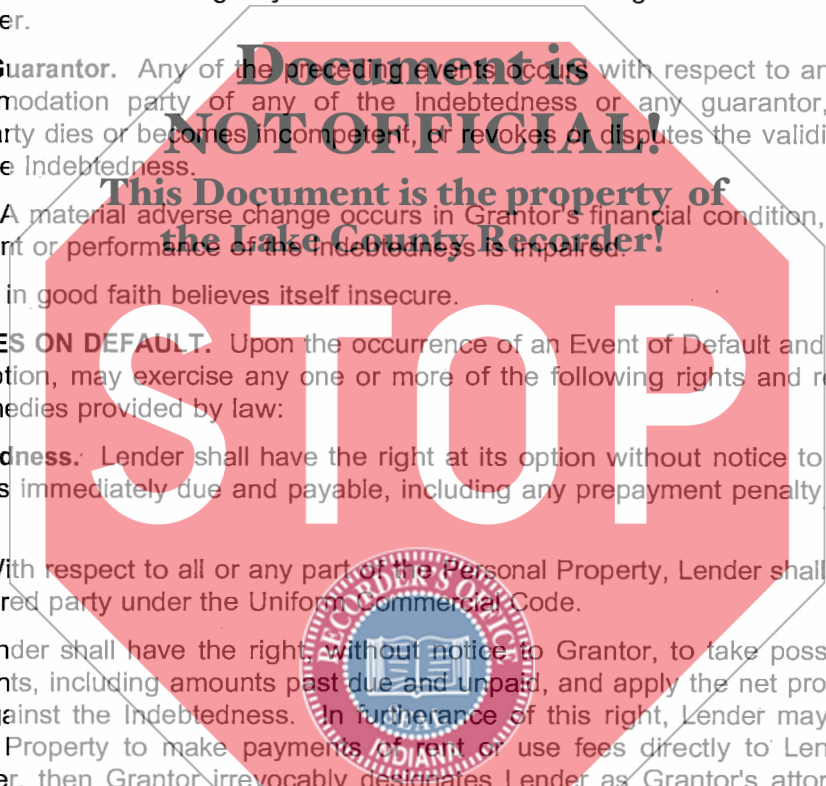 er.
Guarantor. Any of the preceding events occurs with respect to
modation party of any of the Indebtedness or any guarantor,
arty dies or becomes incompetent, or revokes or disputes the
e Indebtedness.
A material adverse change occurs in Grantor's financial condition,
nt or performance of the Indebtedness is impaired.
in good faith believes itself insecure.
ES ON DEFAULT. Upon the occurrence of an Event of Default and
tion, may exercise any one or more of the following rights and
medies provided by law:
dness. Lender shall have the right at its option without notice to
s immediately due and payable, including any prepayment penalty
With respect to all or any part of the Personal Property, Lender shall
red party under the Uniform Commercial Code.
nder shall have the right, without notice to Grantor, to take
nts, including amounts past due and unpaid, and apply the net
ainst the Indebtedness. In furtherance of this right, Lender may
Property to make payments of rent or use fees directly to
er, then Grantor irrevocably designates Lender as Grantor's
Document is
NOT OFFICIAL!
This Document is the property of
the Lake County Recorder!
STOP
RECORDER'S OFFICE
INDIANA